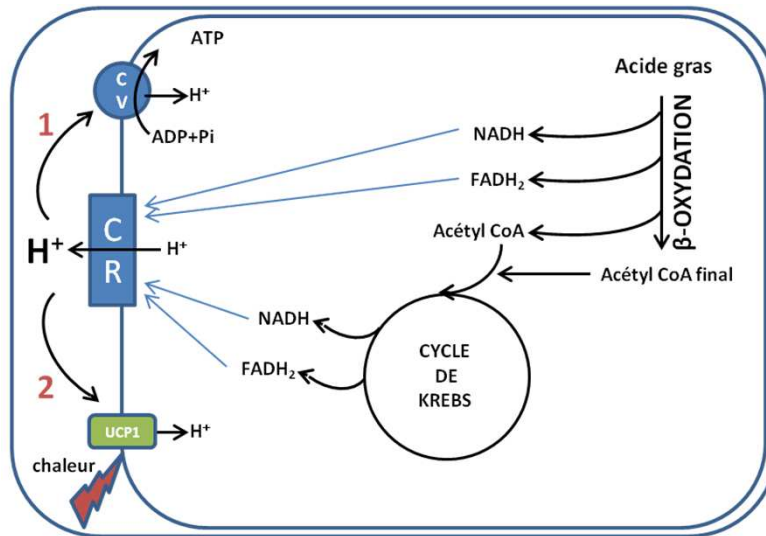 ATP
Acide gras
C
V
H⁺
1
ADP+Pi
NADH
β-OXYDATION
FADH₂
C
R
H⁺
H⁺
Acétyl CoA
Acétyl CoA final
NADH
CYCLE
DE
KREBS
FADH₂
2
UCP1
H⁺
chaleur